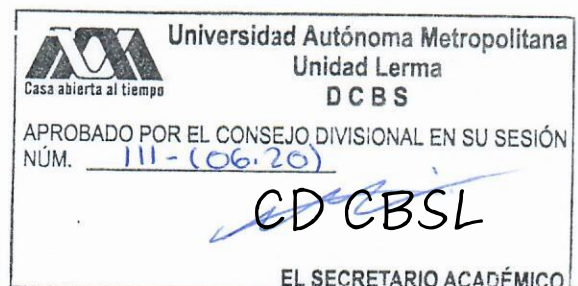 Universidad Autónoma Metropolitana
Unidad Lerma
Casa abierta al tiempo
DCBS
APROBADO POR EL CONSEJO DIVISIONAL EN SU SESIÓN
NÚM. III-(06.20)
CD CBSL
EL SECRETARIO ACADÉMICO